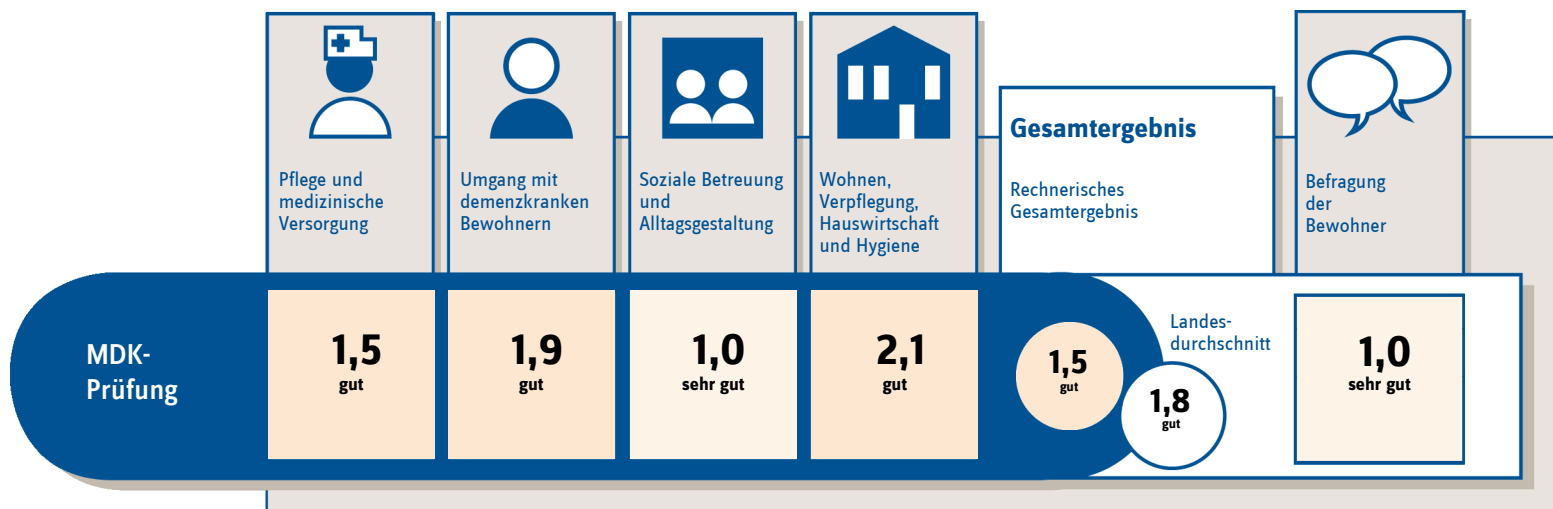 Pflege und
medizinische
Versorgung
Umgang mit
demenzkranken
Bewohnern
Soziale Betreuung
und
Alltagsgestaltung
Wohnen,
Verpflegung,
Hauswirtschaft
und Hygiene
Gesamtergebnis
Rechnerisches
Gesamtergebnis
Befragung
der
Bewohner
MDK-
Prüfung
1,5
gut
1,9
gut
1,0
sehr gut
2,1
gut
1,5
gut
Landes-
durchschnitt
1,8
gut
1,0
sehr gut